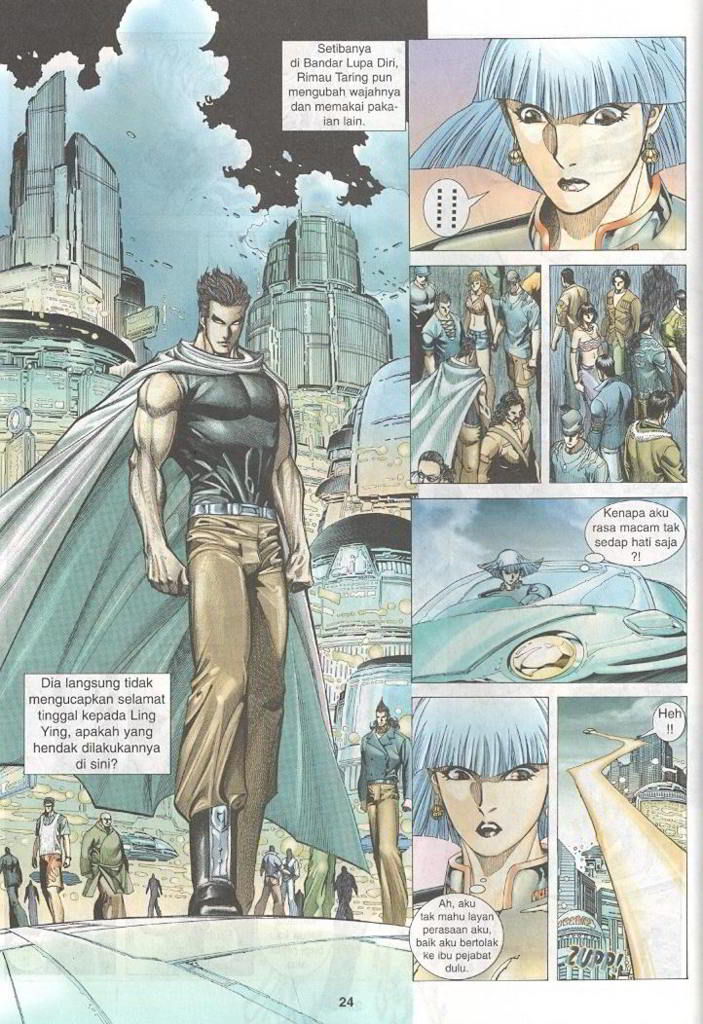 Setibanya
di Bandar Lupa Diri,
Rimau Taring pun
mengubah wajahnya
dan memakai paka-
ian lain.
Dia langsung tidak
mengucapkan selamat
tinggal kepada Ling
Ying, apakah yang
hendak dilakukannya
di sini?
Kenapa aku
rasa macam tak
sedap hati saja
?!
Ah, aku
tak mahu layan
perasaan aku,
baik aku bertolak
ke ibu pejabat
dulu.
Heh
!!
ZUPP!
24